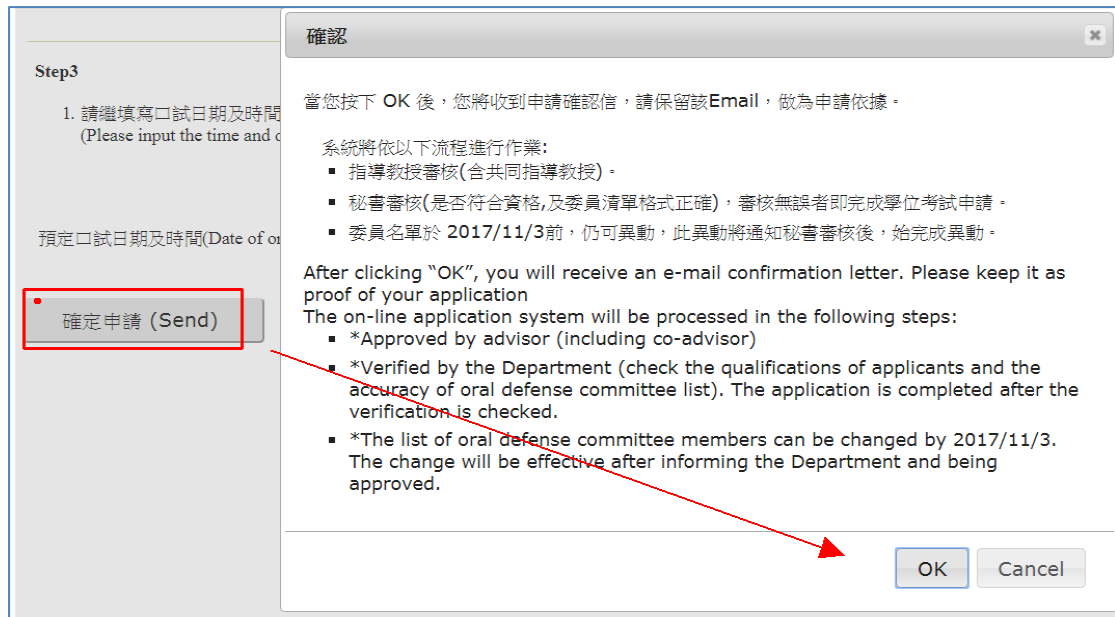 確認
Step3
1. 請繼填寫口試日期及時間
(Please input the time and
預定口試日期及時間(Date of or
確定申請 (Send)
當您按下 OK 後，您將收到申請確認信，請保留該Email，做為申請依據。
系統將依以下流程進行作業:
▪ 指導教授審核(含共同指導教授)。
▪ 秘書審核(是否符合資格,及委員清單格式正確)，審核無誤者即完成學位考試申請。
▪ 委員名單於 2017/11/3前，仍可異動，此異動將通知秘書審核後，始完成異動。
After clicking “OK”, you will receive an e-mail confirmation letter. Please keep it as
proof of your application
The on-line application system will be processed in the following steps:
▪ *Approved by advisor (including co-advisor)
▪ *Verified by the Department (check the qualifications of applicants and the
accuracy of oral defense committee list). The application is completed after the
verification is checked.
▪ *The list of oral defense committee members can be changed by 2017/11/3.
The change will be effective after informing the Department and being
approved.
OK
Cancel